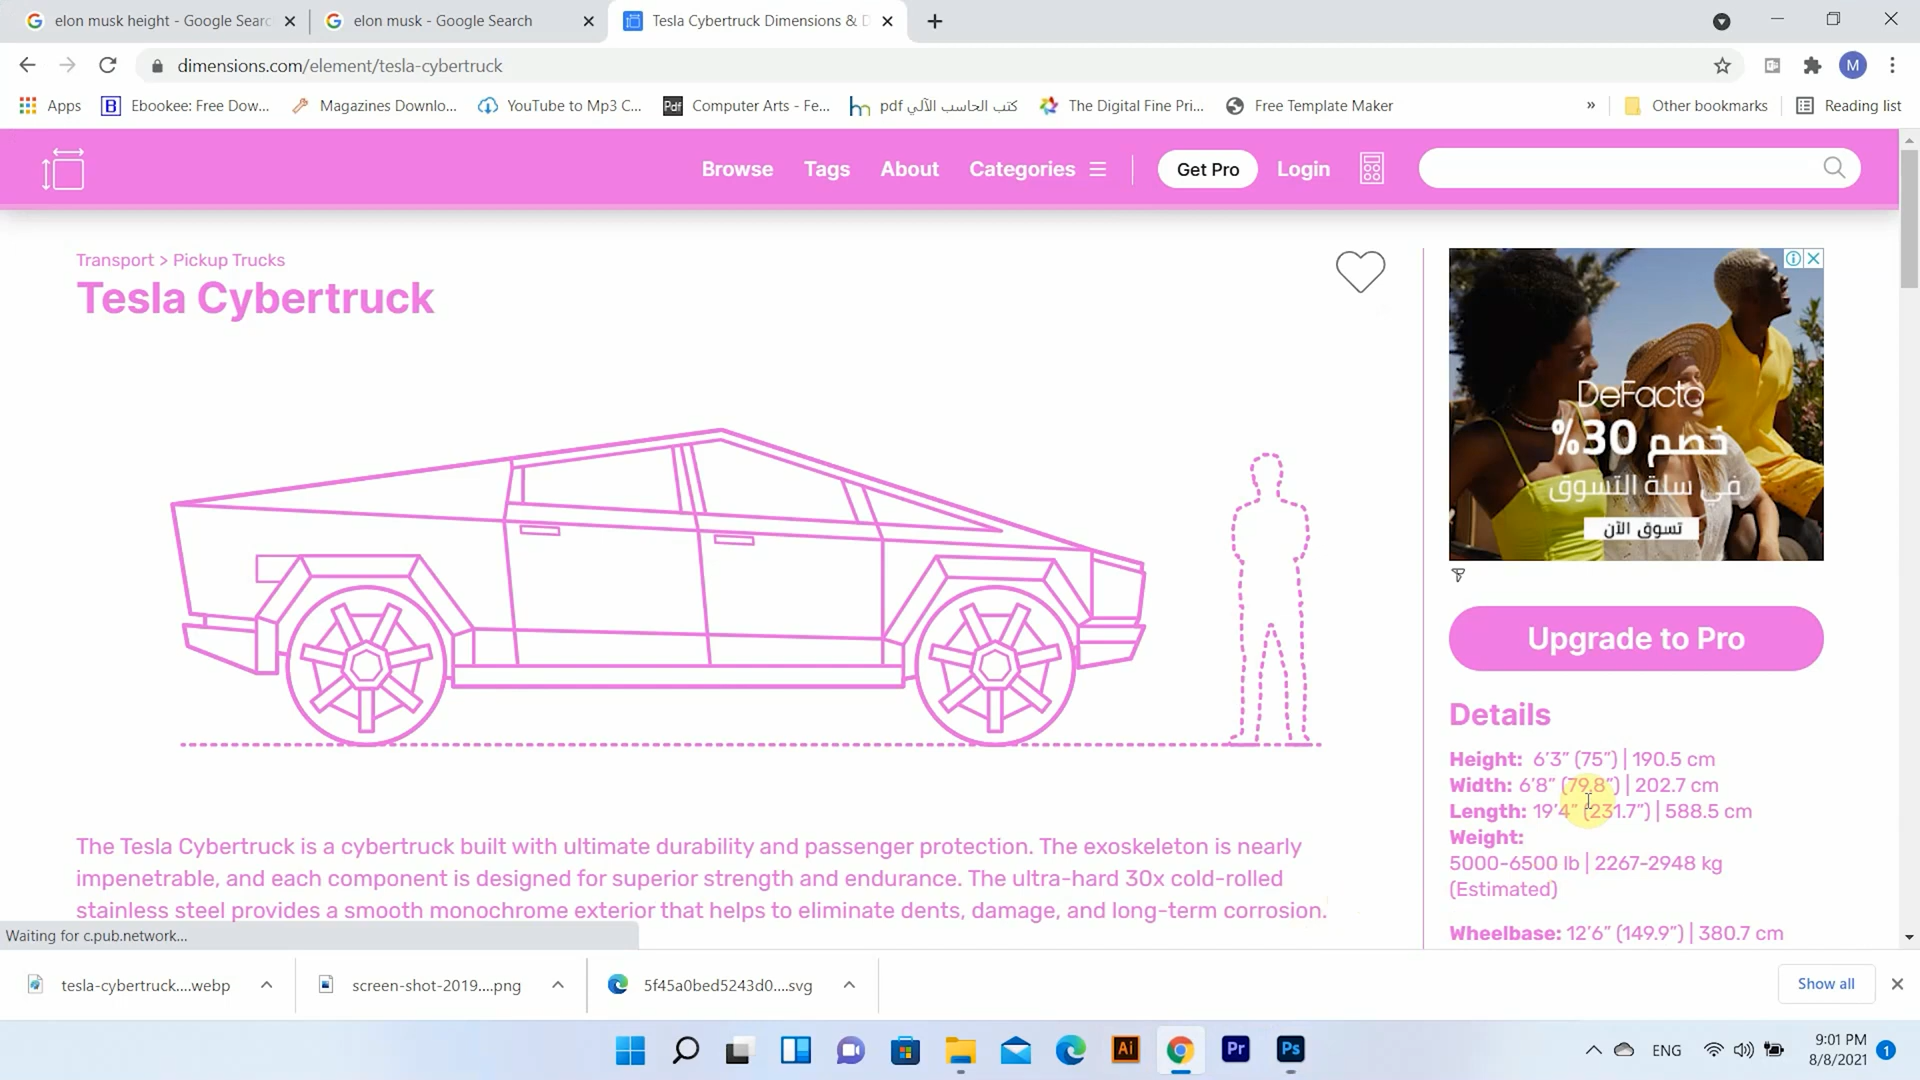 elon musk height - Google Searc
elon musk - Google Search
Tesla Cybertruck Dimensions & D
dimensions.com/element/tesla-cybertruck
M
Apps
Ebookee: Free Dow...
Magazines Downlo...
YouTube to Mp3 C...
Pdf
Computer Arts - Fe...
hn
كتب الحاسب الآلي pdf
The Digital Fine Pri...
Free Template Maker
»
Other bookmarks
Reading list
Browse
Tags
About
Categories
Get Pro
Login
Transport > Pickup Trucks
Tesla Cybertruck
DeFacto
خصم 30%
في سلة التسوق
تسوق الآن
Upgrade to Pro
Details
Height: 6'3" (75") | 190.5 cm
Width: 6'8" (79.8") | 202.7 cm
Length: 19'4" (231.7") | 588.5 cm
Weight:
5000-6500 lb | 2267-2948 kg
(Estimated)
Wheelbase: 12'6" (149.9") | 380.7 cm
The Tesla Cybertruck is a cybertruck built with ultimate durability and passenger protection. The exoskeleton is nearly
impenetrable, and each component is designed for superior strength and endurance. The ultra-hard 30x cold-rolled
stainless steel provides a smooth monochrome exterior that helps to eliminate dents, damage, and long-term corrosion.
Waiting for c.pub.network...
tesla-cybertruck....webp
screen-shot-2019....png
5f45a0bed5243d0....svg
Show all
Ai
Pr
Ps
ENG
9:01 PM
8/8/2021
1